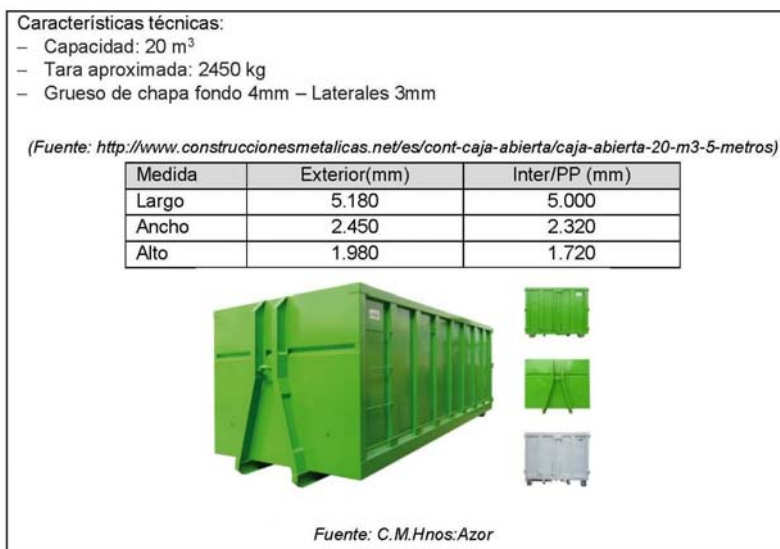 Características técnicas:
– Capacidad: 20 m³
– Tara aproximada: 2450 kg
– Grueso de chapa fondo 4mm – Laterales 3mm
(Fuente: http://www.construccionesmetalicas.net/es/cont-caja-abierta/caja-abierta-20-m3-5-metros)
Medida Exterior(mm) Inter/PP (mm)
Largo 5.180 5.000
Ancho 2.450 2.320
Alto 1.980 1.720
Fuente: C.M.Hnos:Azor